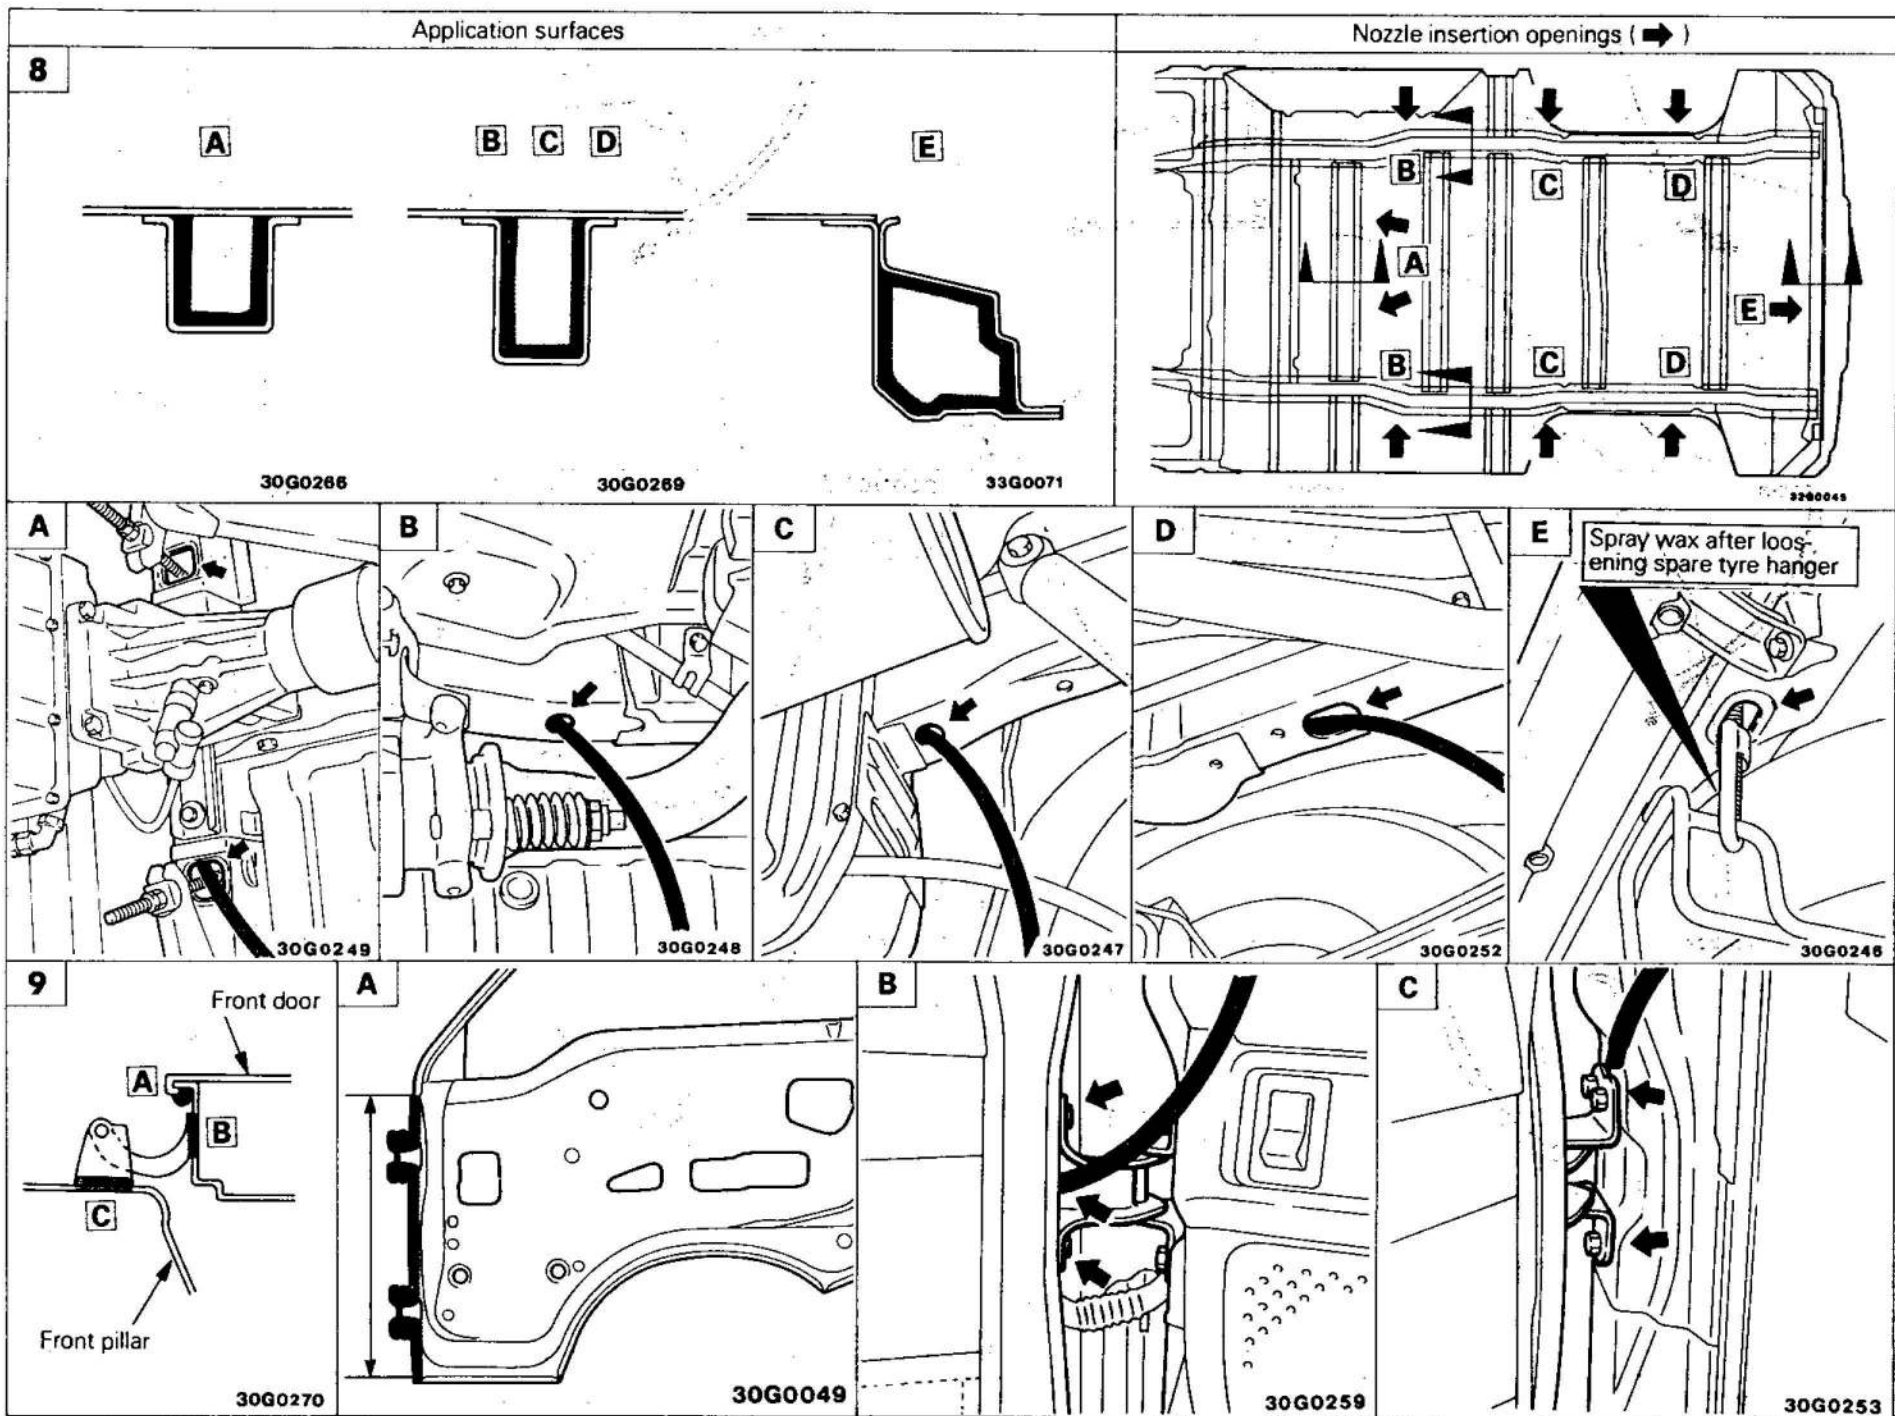 Application surfaces
Nozzle insertion openings ( ➡ )
8
A
B C D
E
30G0266
30G0269
33G0071
B
C
D
A
E
B
C
D
A
30G0249
B
30G0248
C
30G0247
D
30G0252
E
Spray wax after loos-
ening spare tyre hanger
30G0246
9
Front door
A
B
C
Front pillar
30G0270
A
30G0049
B
30G0259
C
30G0253